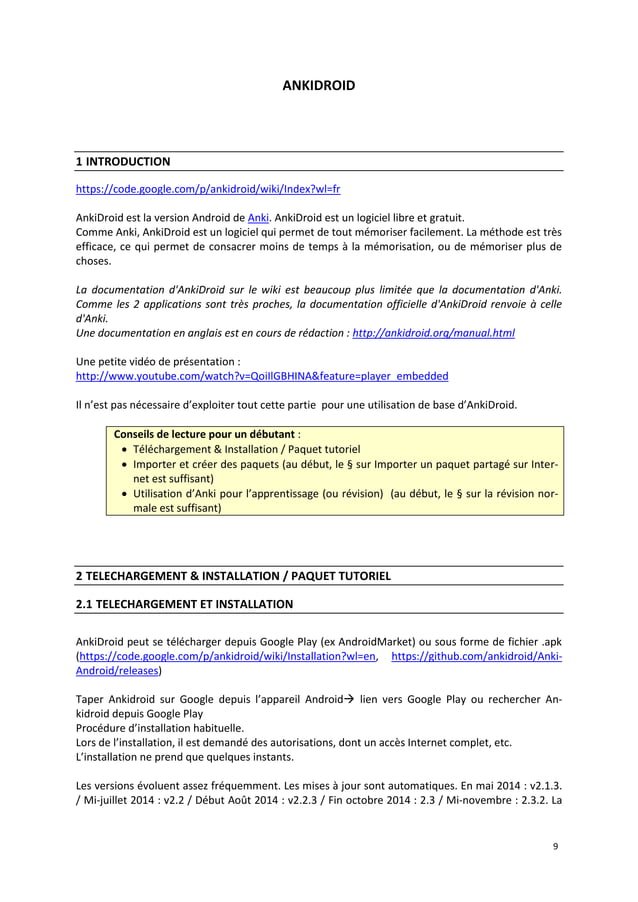 ANKIDROID
1 INTRODUCTION
https://code.google.com/p/ankidroid/wiki/Index?wl=fr
AnkiDroid est la version Android de Anki. AnkiDroid est un logiciel libre et gratuit.
Comme Anki, AnkiDroid est un logiciel qui permet de tout mémoriser facilement. La méthode est très
efficace, ce qui permet de consacrer moins de temps à la mémorisation, ou de mémoriser plus de
choses.
La documentation d'AnkiDroid sur le wiki est beaucoup plus limitée que la documentation d'Anki.
Comme les 2 applications sont très proches, la documentation officielle d'AnkiDroid renvoie à celle
d'Anki.
Une documentation en anglais est en cours de rédaction : http://ankidroid.org/manual.html
Une petite vidéo de présentation :
http://www.youtube.com/watch?v=QoiIlGBHINA&feature=player_embedded
Il n’est pas nécessaire d’exploiter tout cette partie pour une utilisation de base d’AnkiDroid.
Conseils de lecture pour un débutant :
• Téléchargement & Installation / Paquet tutoriel
• Importer et créer des paquets (au début, le § sur Importer un paquet partagé sur Inter-
net est suffisant)
• Utilisation d’Anki pour l’apprentissage (ou révision) (au début, le § sur la révision nor-
male est suffisant)
2 TELECHARGEMENT & INSTALLATION / PAQUET TUTORIEL
2.1 TELECHARGEMENT ET INSTALLATION
AnkiDroid peut se télécharger depuis Google Play (ex AndroidMarket) ou sous forme de fichier .apk
(https://code.google.com/p/ankidroid/wiki/Installation?wl=en, https://github.com/ankidroid/Anki-
Android/releases)
Taper Ankidroid sur Google depuis l’appareil Android→ lien vers Google Play ou rechercher An-
kidroid depuis Google Play
Procédure d’installation habituelle.
Lors de l’installation, il est demandé des autorisations, dont un accès Internet complet, etc.
L’installation ne prend que quelques instants.
Les versions évoluent assez fréquemment. Les mises à jour sont automatiques. En mai 2014 : v2.1.3.
/ Mi-juillet 2014 : v2.2 / Début Août 2014 : v2.2.3 / Fin octobre 2014 : 2.3 / Mi-novembre : 2.3.2. La
9